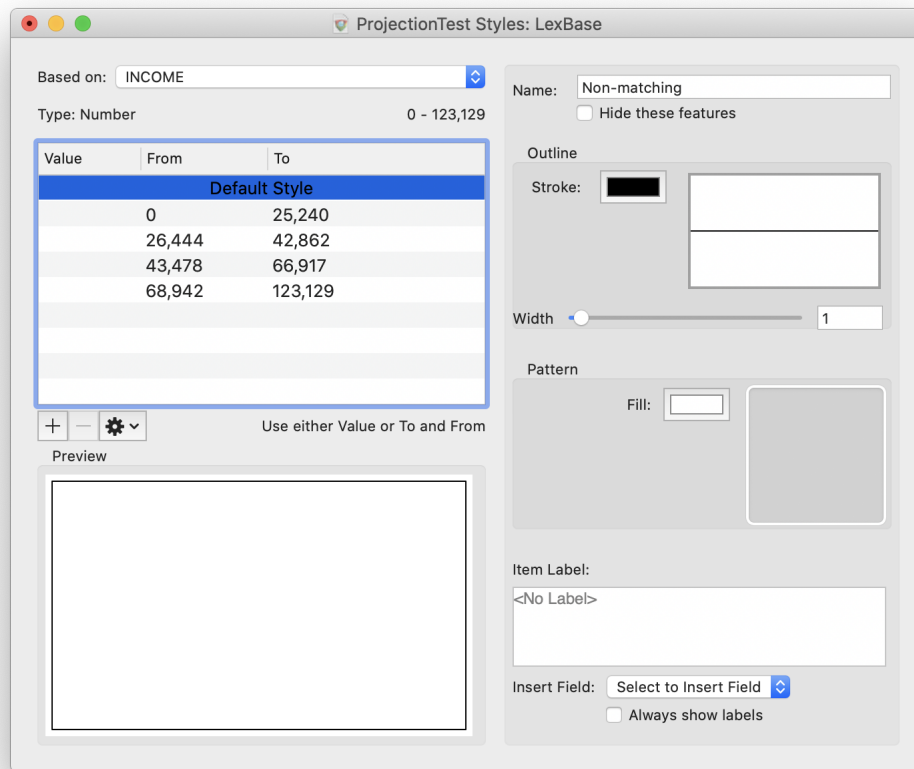 ProjectionTest Styles: LexBase
Based on: INCOME
Type: Number 0 - 123,129
Value From To
Default Style
0 25,240
26,444 42,862
43,478 66,917
68,942 123,129
Use either Value or To and From
Preview
Name: Non-matching
Hide these features
Outline
Stroke:
Width 1
Pattern
Fill:
Item Label:
<No Label>
Insert Field: Select to Insert Field
Always show labels